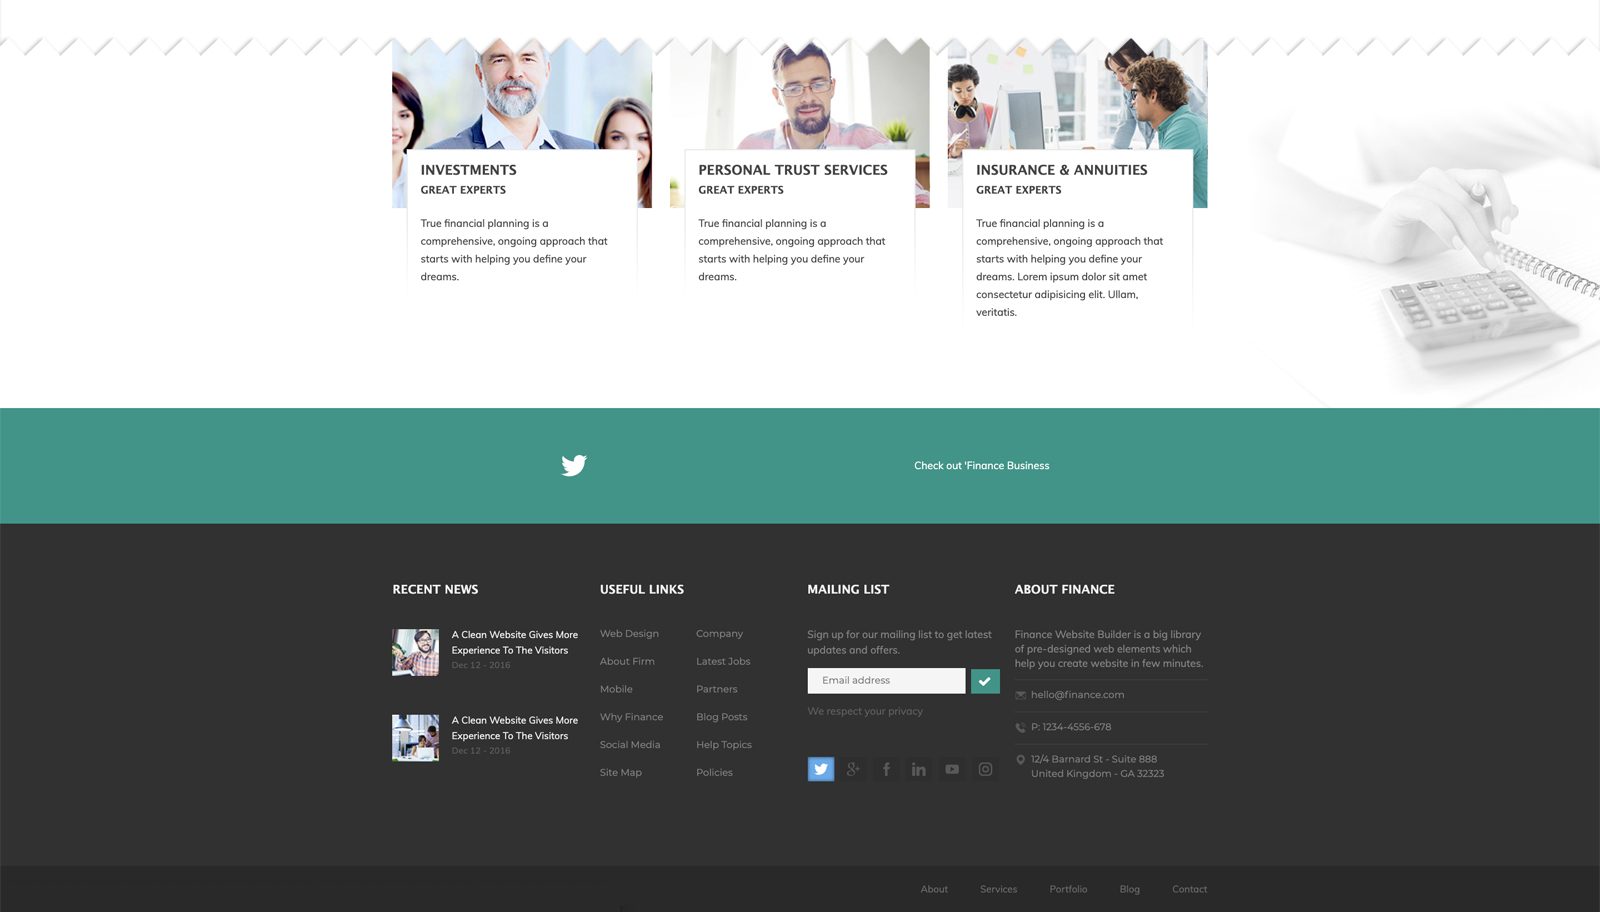 INVESTMENTS
GREAT EXPERTS
True financial planning is a
comprehensive, ongoing approach that
starts with helping you define your
dreams.
PERSONAL TRUST SERVICES
GREAT EXPERTS
True financial planning is a
comprehensive, ongoing approach that
starts with helping you define your
dreams.
INSURANCE & ANNUITIES
GREAT EXPERTS
True financial planning is a
comprehensive, ongoing approach that
starts with helping you define your
dreams. Lorem ipsum dolor sit amet
consectetur adipisicing elit. Ullam,
veritatis.
Check out 'Finance Business
RECENT NEWS
A Clean Website Gives More
Experience To The Visitors
Dec 12 - 2016
A Clean Website Gives More
Experience To The Visitors
Dec 12 - 2016
USEFUL LINKS
Web Design
About Firm
Mobile
Why Finance
Social Media
Site Map
Company
Latest Jobs
Partners
Blog Posts
Help Topics
Policies
MAILING LIST
Sign up for our mailing list to get latest
updates and offers.
Email address
We respect your privacy
ABOUT FINANCE
Finance Website Builder is a big library
of pre-designed web elements which
help you create website in few minutes.
hello@finance.com
P: 1234-4556-678
12/4 Barnard St - Suite 888
United Kingdom - GA 32323
About
Services
Portfolio
Blog
Contact